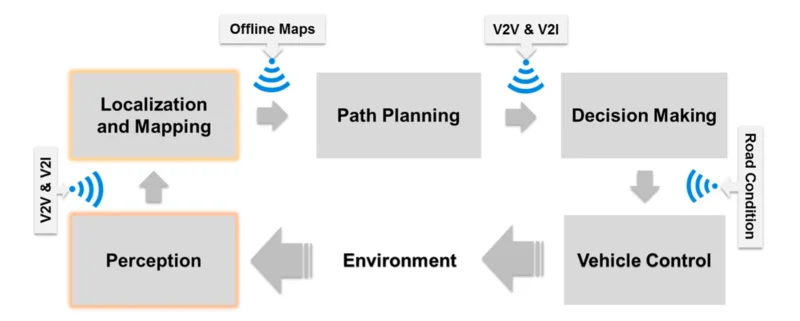 Offline Maps
V2V & V2I
Localization
and Mapping
Path Planning
Decision Making
V2V & V2I
Road
Condition
Perception
Environment
Vehicle Control